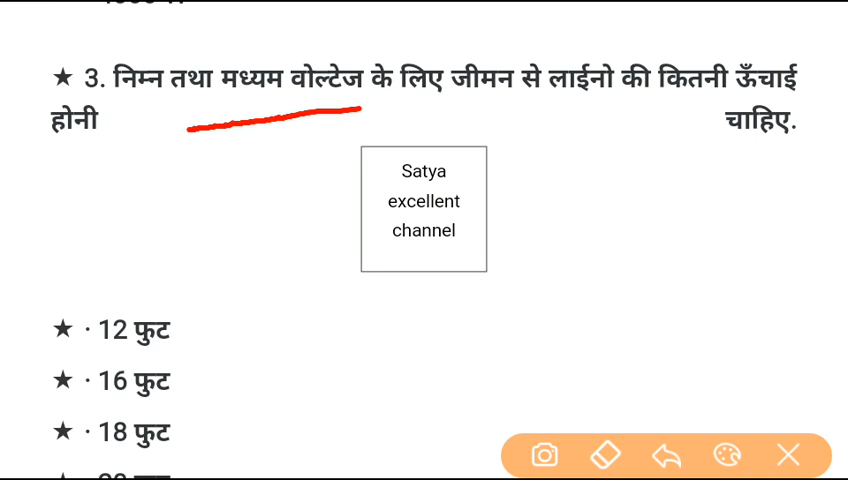 ★ 3. निम्न तथा मध्यम वोल्टेज के लिए जीमन से लाईनो की कितनी ऊँचाई
होनी चाहिए.
Satya
excellent
channel
★ · 12 फुट
★ · 16 फुट
★ · 18 फुट